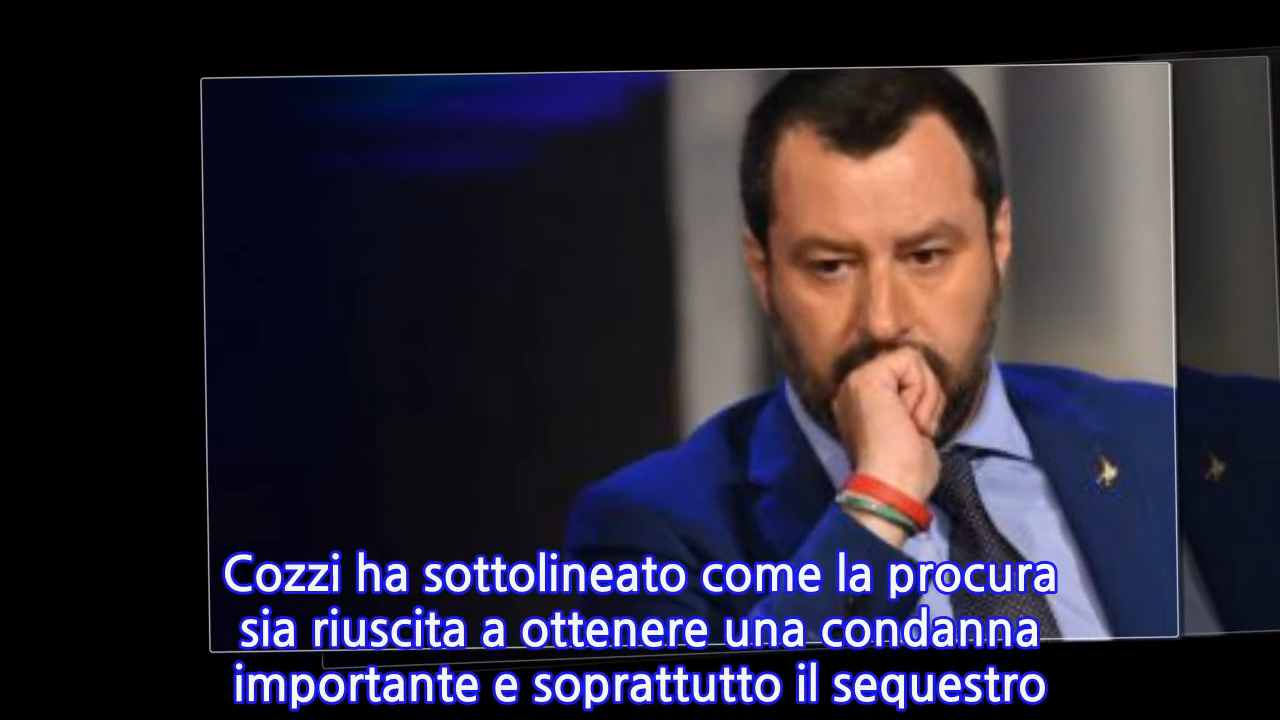 Cozzi ha sottolineato come la procura
sia riuscita a ottenere una condanna
importante e soprattutto il sequestro